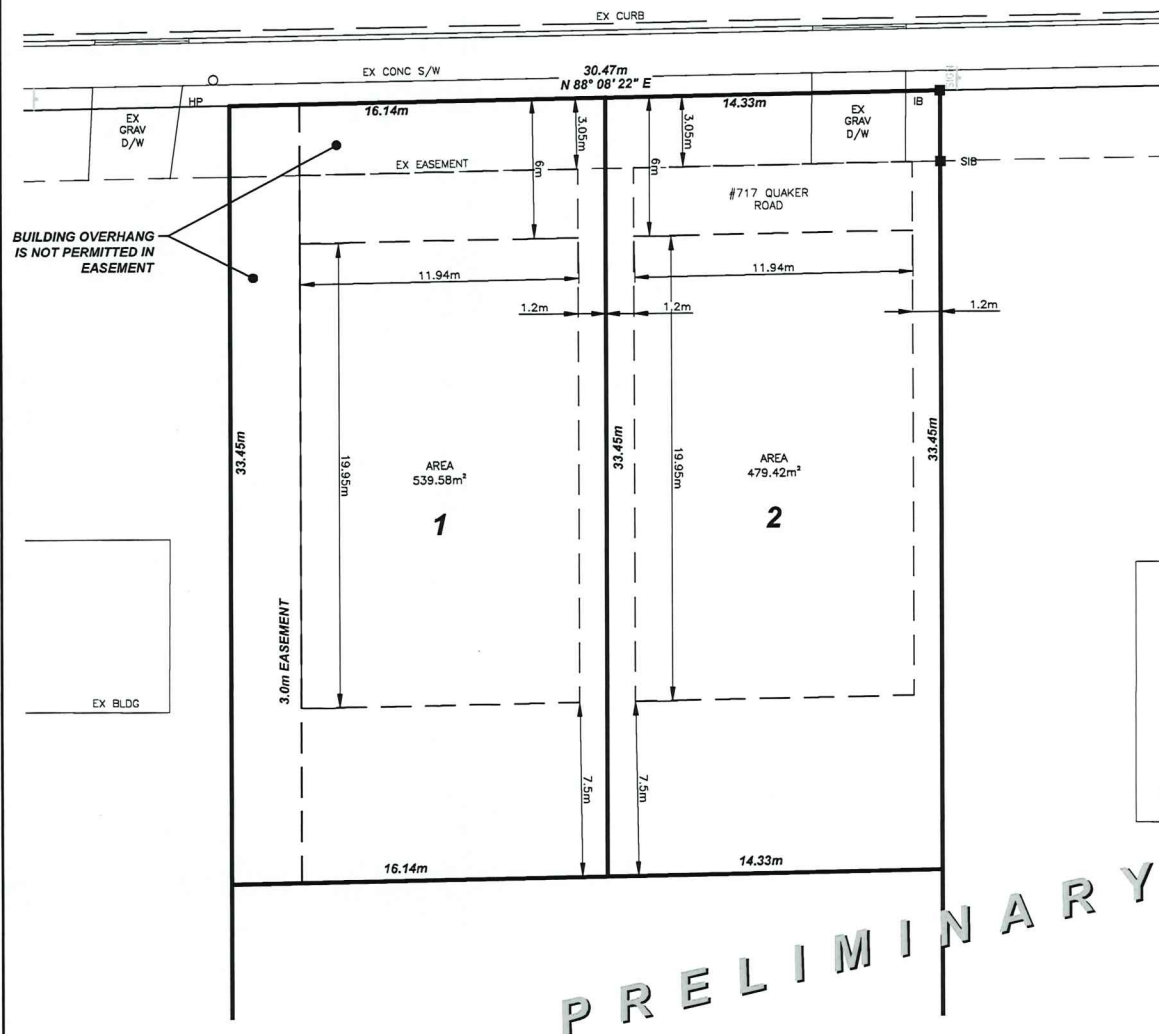 EX CURB
EX CONC S/W
30.47m
N 88° 08' 22" E
HP
16.14m
14.33m
IB
EX
GRAV
D/W
EX
GRAV
D/W
3.05m
3.05m
6m
6m
EX EASEMENT
SIB
#717 QUAKER
ROAD
BUILDING OVERHANG
IS NOT PERMITTED IN
EASEMENT
11.94m
11.94m
1.2m
1.2m
1.2m
33.45m
19.95m
AREA
539.58m²
1
33.45m
19.95m
AREA
479.42m²
2
33.45m
3.0m EASEMENT
EX BLDG
7.5m
7.5m
16.14m
14.33m
PRELIMINARY